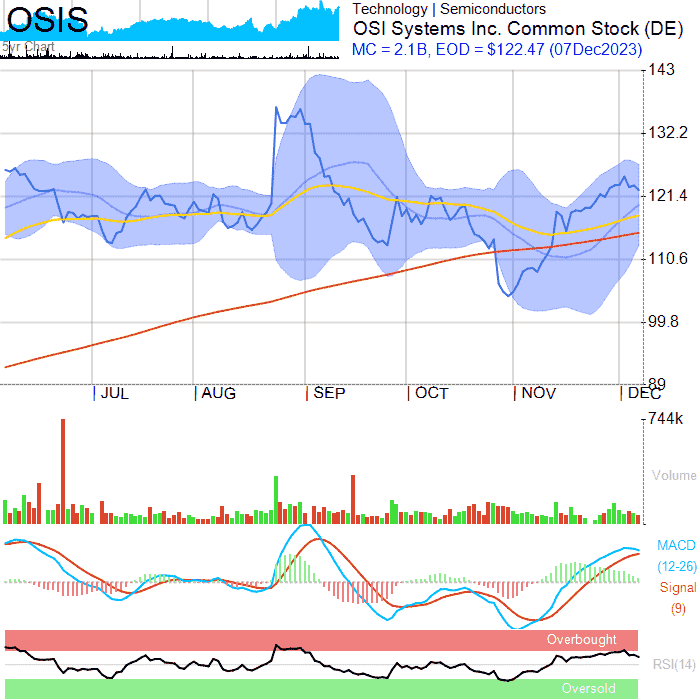 OSIS
5yr Chart
Technology | Semiconductors
OSI Systems Inc. Common Stock (DE)
MC = 2.1B, EOD = $122.47 (07Dec2023)
143
132.2
121.4
110.6
99.8
89
JUL
AUG
SEP
OCT
NOV
DEC
744k
Volume
MACD
(12-26)
Signal
(9)
Overbought
RSI(14)
Oversold